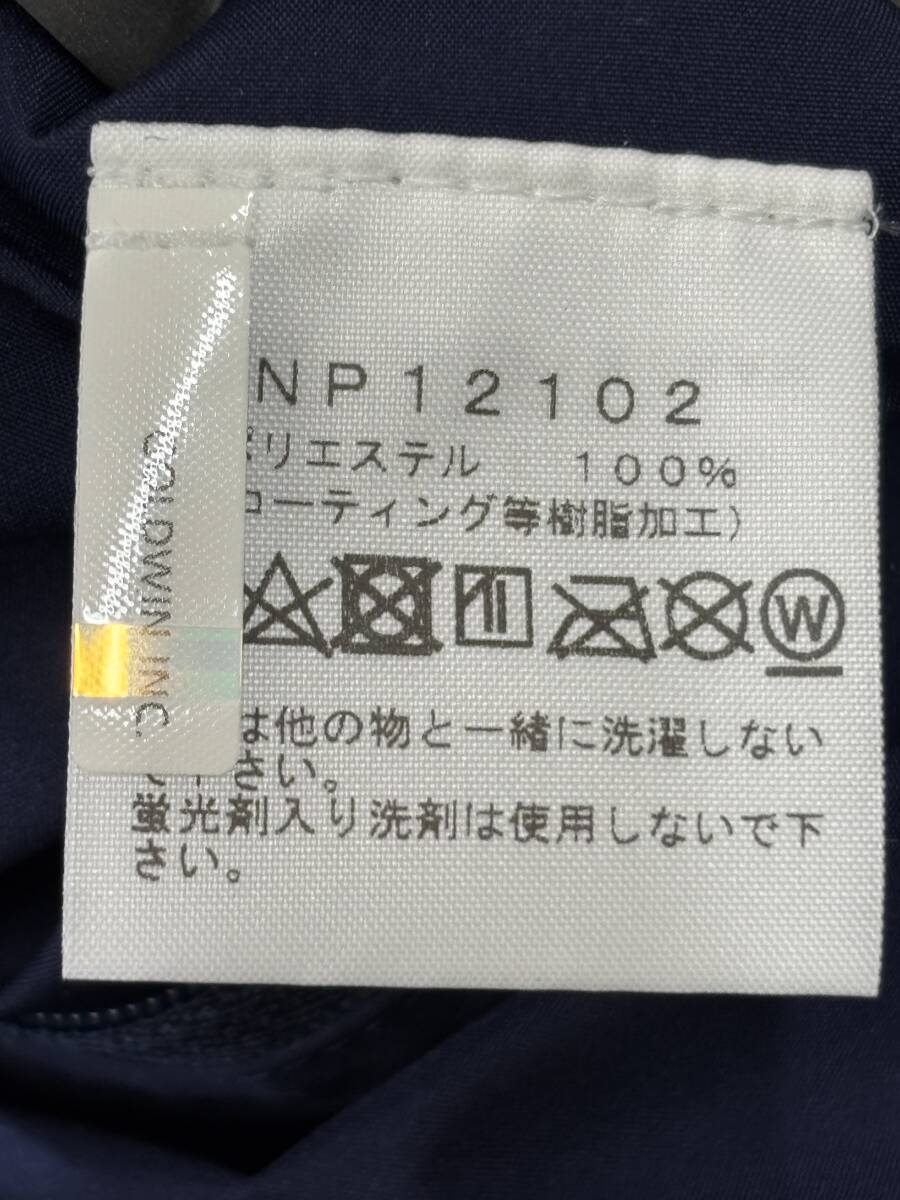 NP12102
ポリエステル 100%
コーティング等樹脂加工)
W
は他の物と一緒に洗濯しない
さい。
蛍光剤入り洗剤は使用しないで下
さい。
GOLDWIN INC.